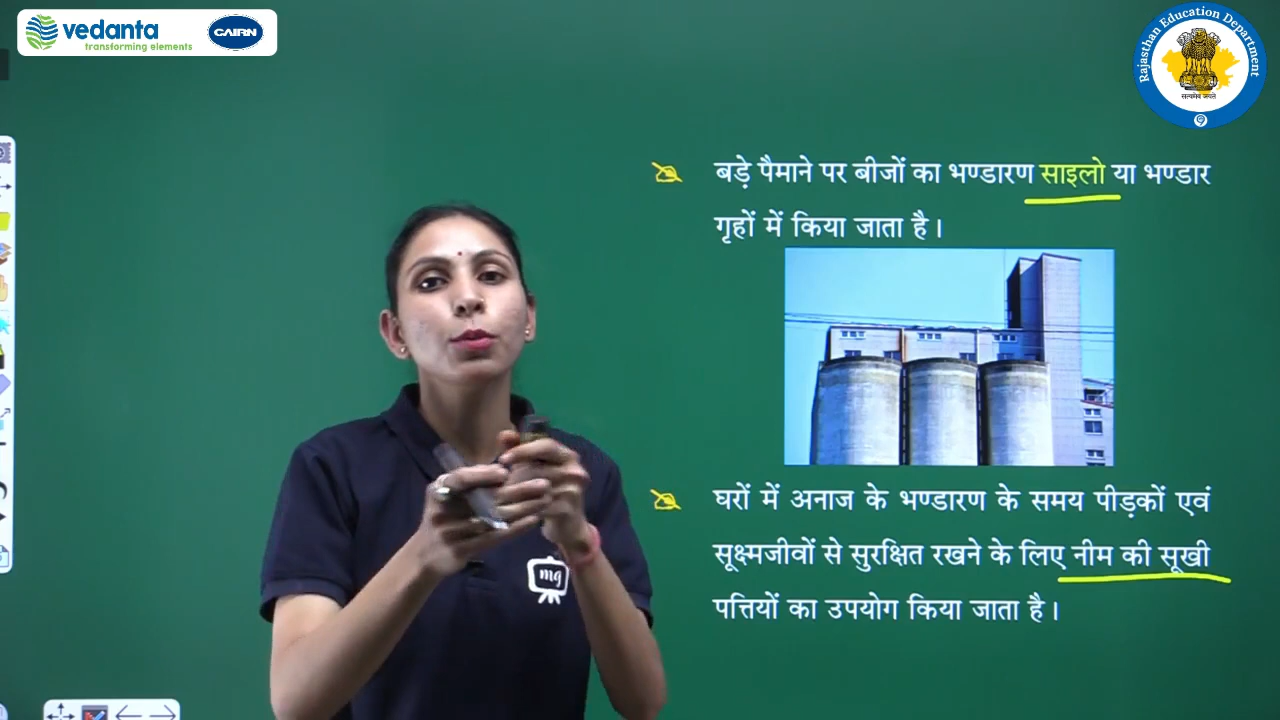 vedanta
transforming elements
CAIRN
Rajasthan Education Department
सत्यमेव जयते
बड़े पैमाने पर बीजों का भण्डारण साइलो या भण्डार
गृहों में किया जाता है।
घरों में अनाज के भण्डारण के समय पीड़कों एवं
सूक्ष्मजीवों से सुरक्षित रखने के लिए नीम की सूखी
पत्तियों का उपयोग किया जाता है।
mg